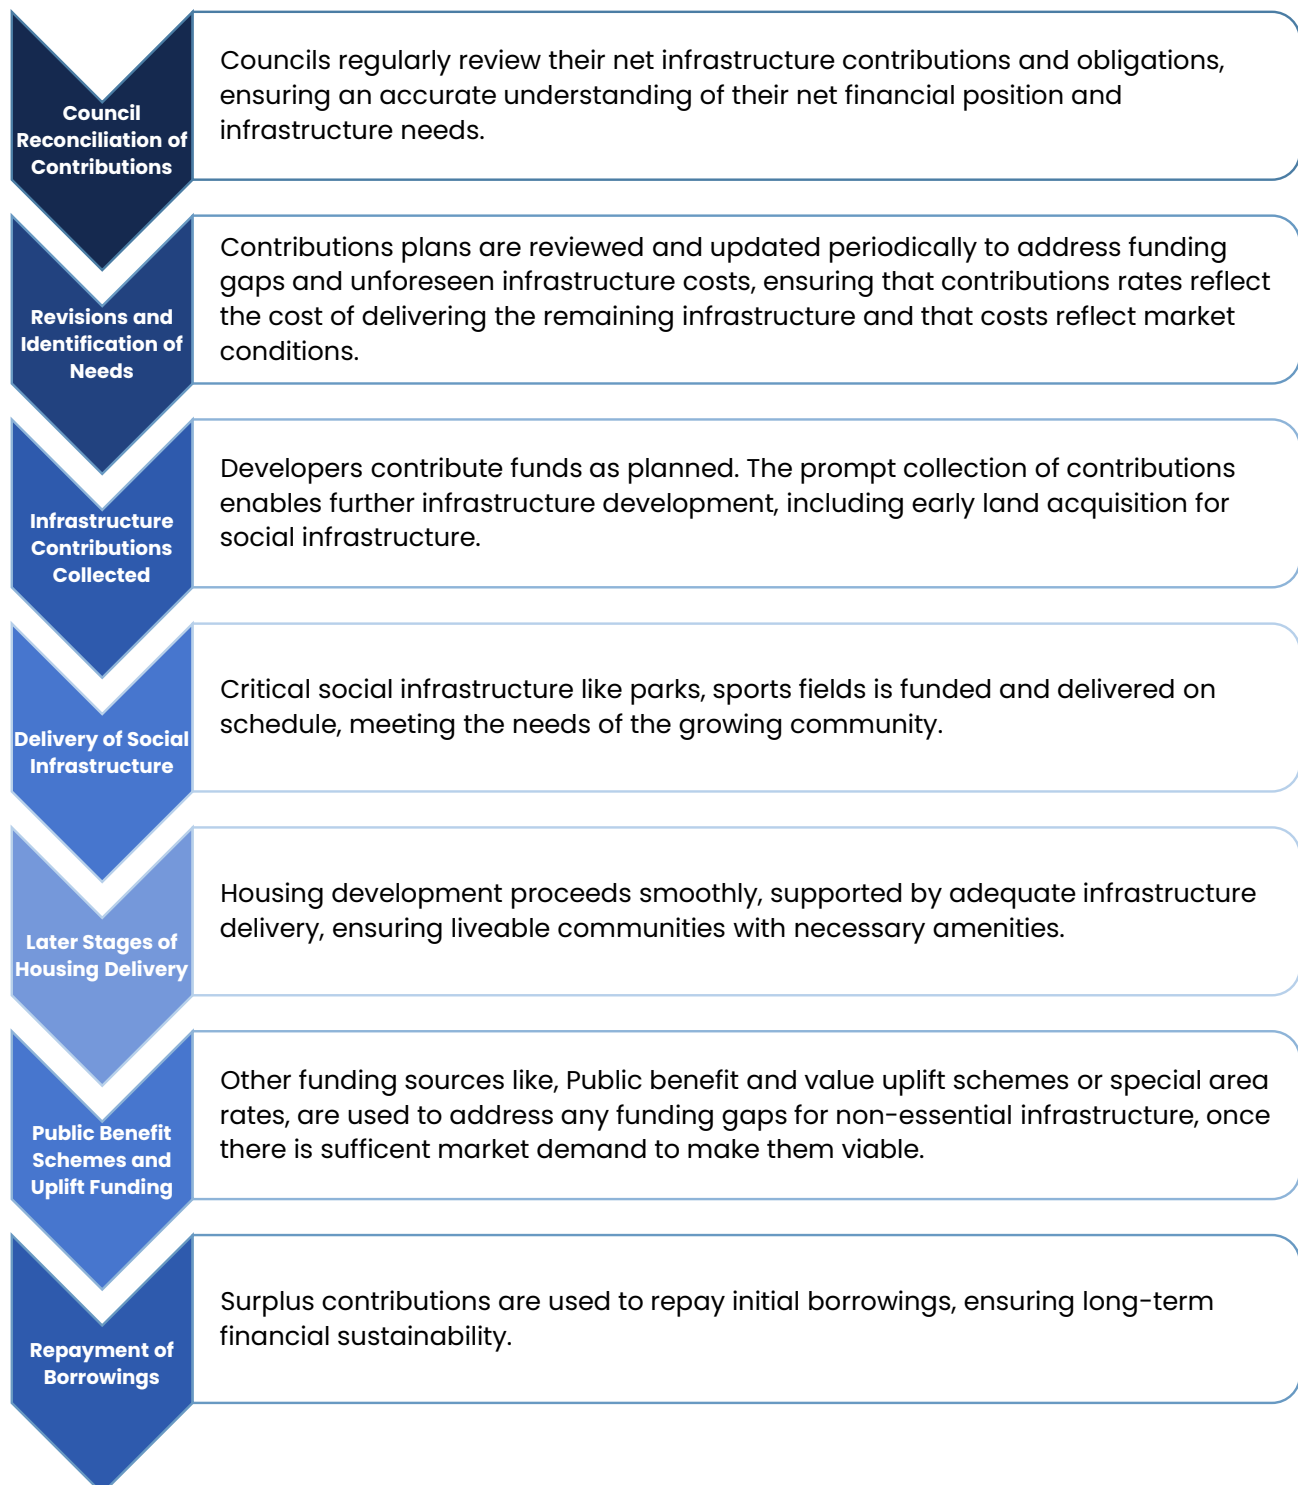 Council
Reconciliation of
Contributions
Councils regularly review their net infrastructure contributions and obligations,
ensuring an accurate understanding of their net financial position and
infrastructure needs.
Revisions and
Identification of
Needs
Contributions plans are reviewed and updated periodically to address funding
gaps and unforeseen infrastructure costs, ensuring that contributions rates reflect
the cost of delivering the remaining infrastructure and that costs reflect market
conditions.
Infrastructure
Contributions
Collected
Developers contribute funds as planned. The prompt collection of contributions
enables further infrastructure development, including early land acquisition for
social infrastructure.
Delivery of Social
Infrastructure
Critical social infrastructure like parks, sports fields is funded and delivered on
schedule, meeting the needs of the growing community.
Later Stages of
Housing Delivery
Housing development proceeds smoothly, supported by adequate infrastructure
delivery, ensuring liveable communities with necessary amenities.
Public Benefit
Schemes and
Uplift Funding
Other funding sources like, Public benefit and value uplift schemes or special area
rates, are used to address any funding gaps for non-essential infrastructure, once
there is sufficent market demand to make them viable.
Repayment of
Borrowings
Surplus contributions are used to repay initial borrowings, ensuring long-term
financial sustainability.